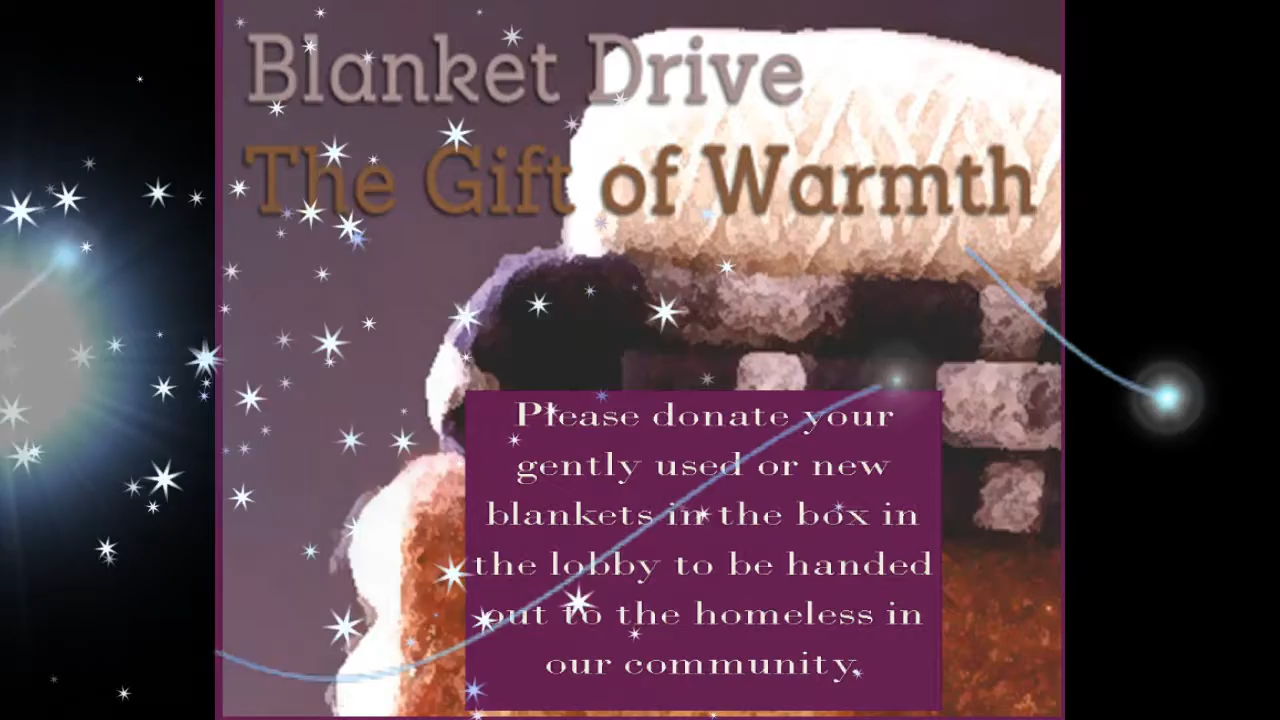 Blanket Drive
The Gift of Warmth
Please donate your
gently used or new
blankets in the box in
the lobby to be handed
out to the homeless in
our community.